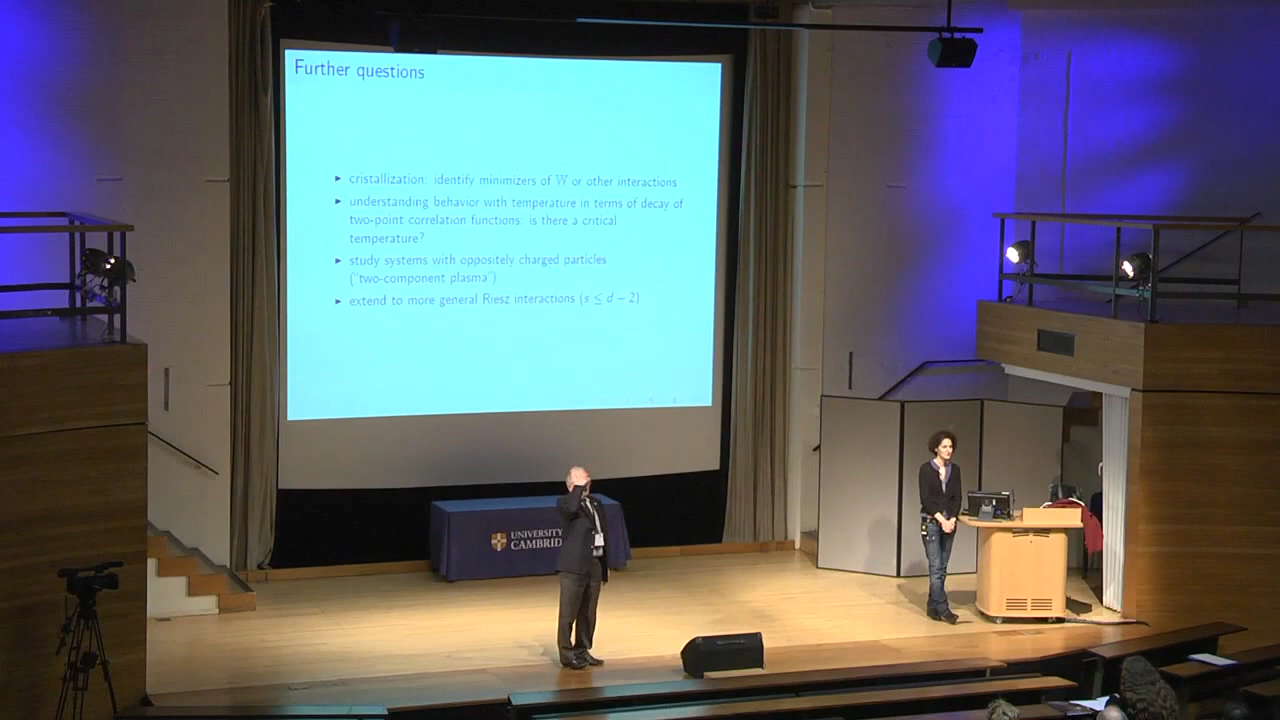 Further questions
▶ cristallization: identify minimizers of 𝕎 or other interactions
▶ understanding behavior with temperature in terms of decay of
two-point correlation functions: is there a critical
temperature?
▶ study systems with oppositely charged particles
("two-component plasma")
▶ extend to more general Riesz interactions (s ≤ d − 2)
UNIVERSITY
CAMBRID